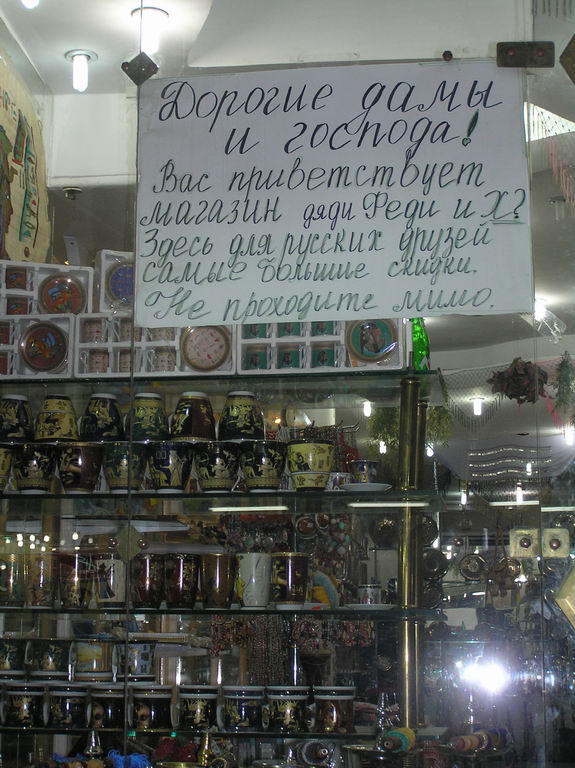 Дорогие дамы
и господа!
Вас приветствует
магазин дяди Феди и Х?
Здесь для русских друзей
самые большие скидки.
Не проходите мимо.